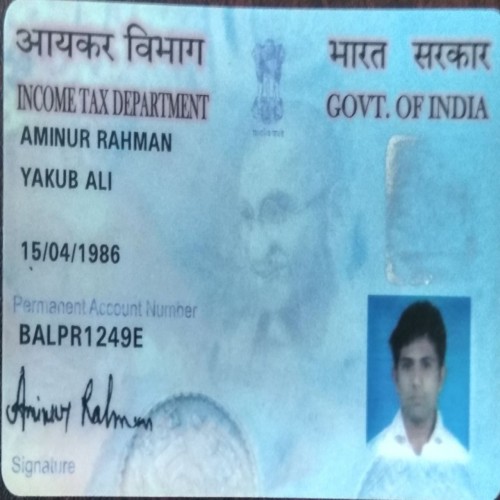 आयकर विभाग
भारत सरकार
INCOME TAX DEPARTMENT
GOVT. OF INDIA
AMINUR RAHMAN
YAKUB ALI
15/04/1986
Permanent Account Number
BALPR1249E
Aminur Rahman
Signature